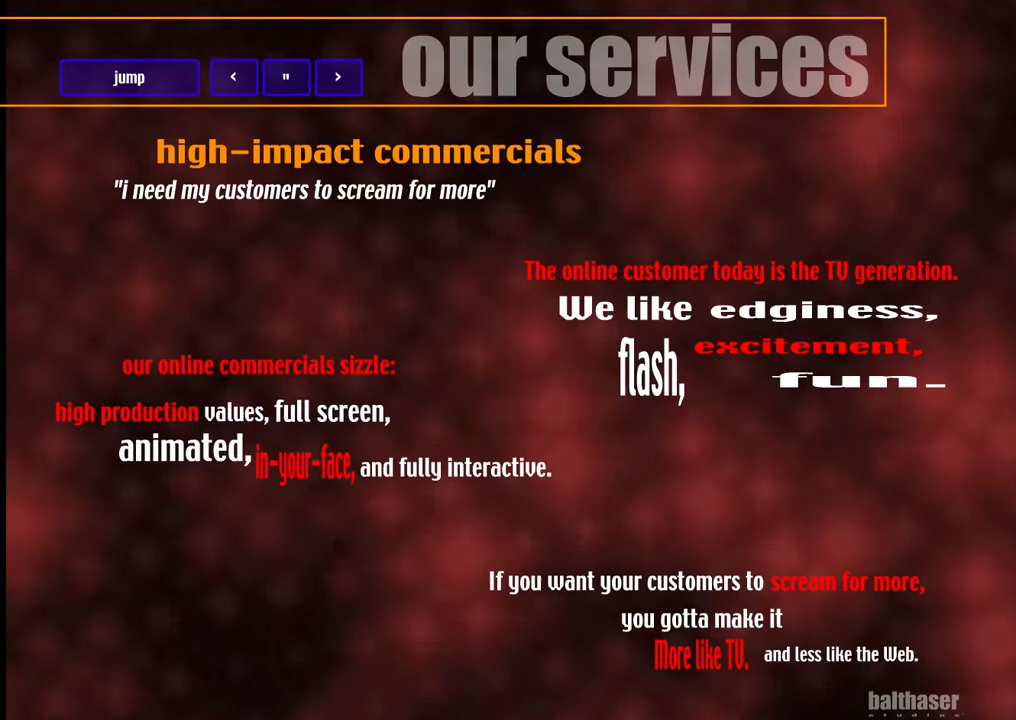 our services
jump < " >
high-impact commercials
"i need my customers to scream for more"
The online customer today is the TV generation.
We like edginess,
flash, excitement,
fun.
our online commercials sizzle:
high production values, full screen,
animated, in-your-face, and fully interactive.
If you want your customers to scream for more,
you gotta make it
More like TV. and less like the Web.
balthaser
studios